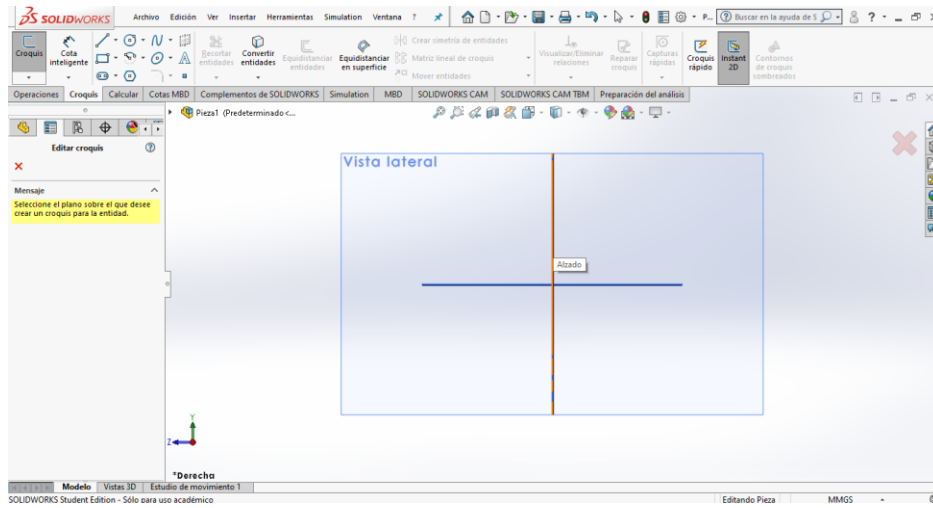 SOLIDWORKS Archivo Edición Ver Insertar Herramientas Simulation Ventana ? P... Buscar en la ayuda de S ?
Croquis
Cota inteligente
Recortar entidades
Convertir entidades
Equidistanciar entidades
Equidistanciar en superficie
Crear simetría de entidades
Matriz lineal de croquis
Mover entidades
Visualizar/Eliminar relaciones
Reparar croquis
Capturas rápidas
Croquis rápido
Instant 2D
Contornos de croquis sombreados
Operaciones Croquis Calcular Cotas MBD Complementos de SOLIDWORKS Simulation MBD SOLIDWORKS CAM SOLIDWORKS CAM TBM Preparación del análisis
Pieza1 (Predeterminado<...
Editar croquis
Mensaje
Seleccione el plano sobre el que desee
crear un croquis para la entidad.
Vista lateral
Alzado
Y
Z
*Derecha
Modelo Vistas 3D Estudio de movimiento 1
SOLIDWORKS Student Edition - Sólo para uso académico Editando Pieza MMGS